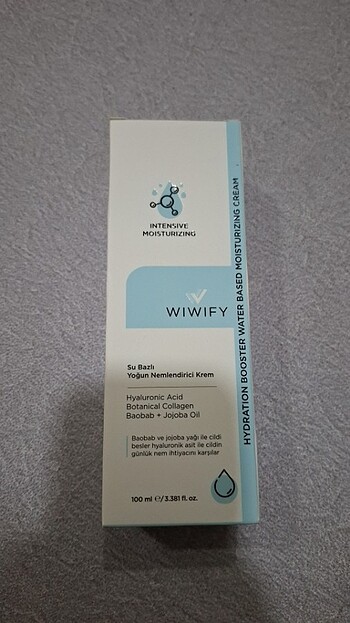 INTENSIVE
MOISTURIZING
WIWIFY
HYDRATION BOOSTER WATER BASED MOISTURIZING CREAM
Su Bazlı
Yoğun Nemlendirici Krem
Hyaluronic Acid
Botanical Collagen
Baobab + Jojoba Oil
Baobab ve jojoba yağı ile cildi
besler hyaluronik asit ile cildin
günlük nem ihtiyacını karşılar
100 ml ℮/3.381 fl. oz.